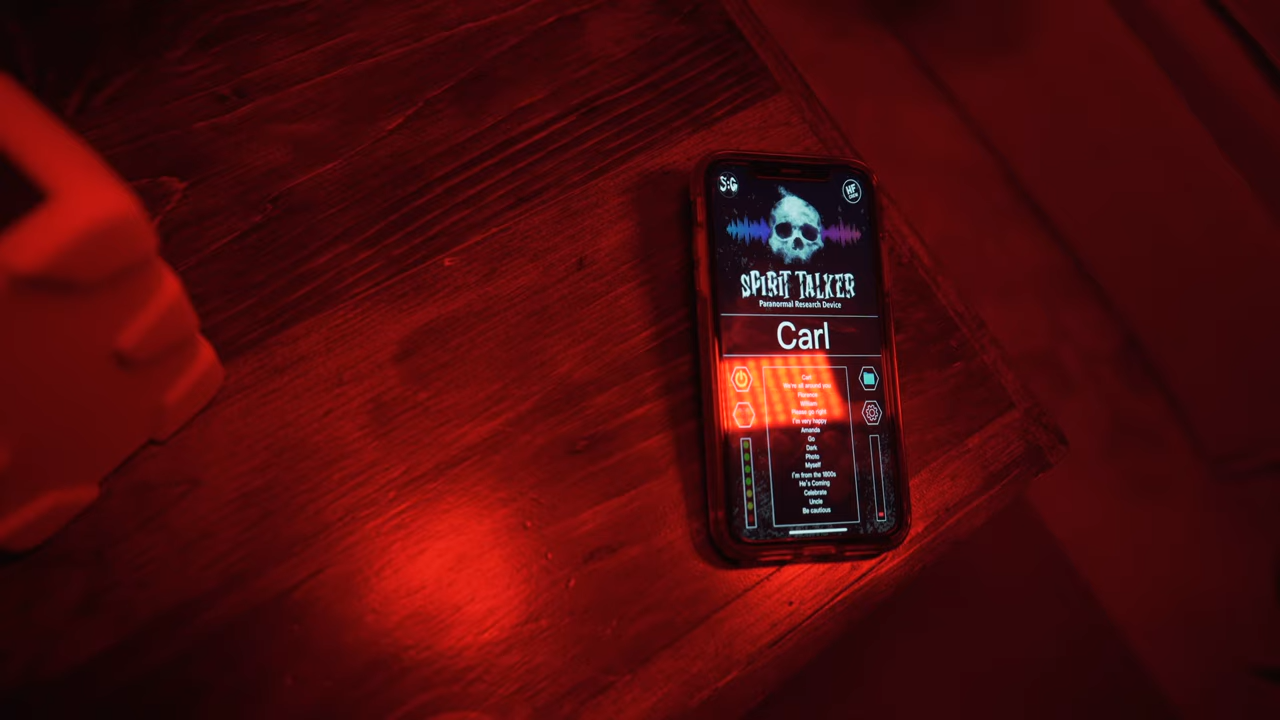 S:G
HF
SPIRIT TALKER
Paranormal Research Device
Carl
Carl
We're all around you
Florence
William
Please go right
I'm very happy
Amanda
Go
Dark
Photo
Myself
I'm from the 1800s
He's Coming
Celebrate
Uncle
Be cautious